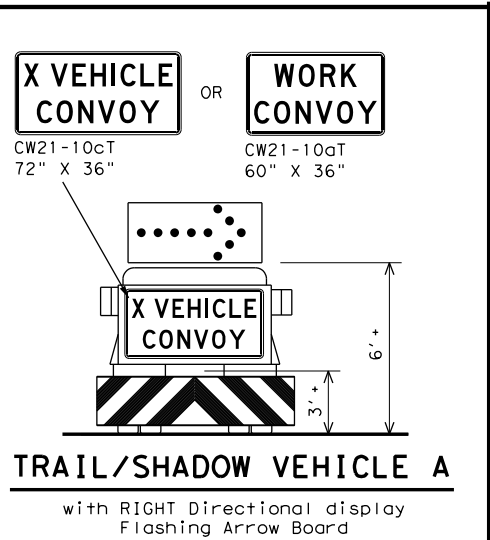 X VEHICLE
CONVOY
OR
WORK
CONVOY
CW21-10cT
72" X 36"
CW21-10aT
60" X 36"
X VEHICLE
CONVOY
6'+
3'+
TRAIL/SHADOW VEHICLE A
with RIGHT Directional display
Flashing Arrow Board